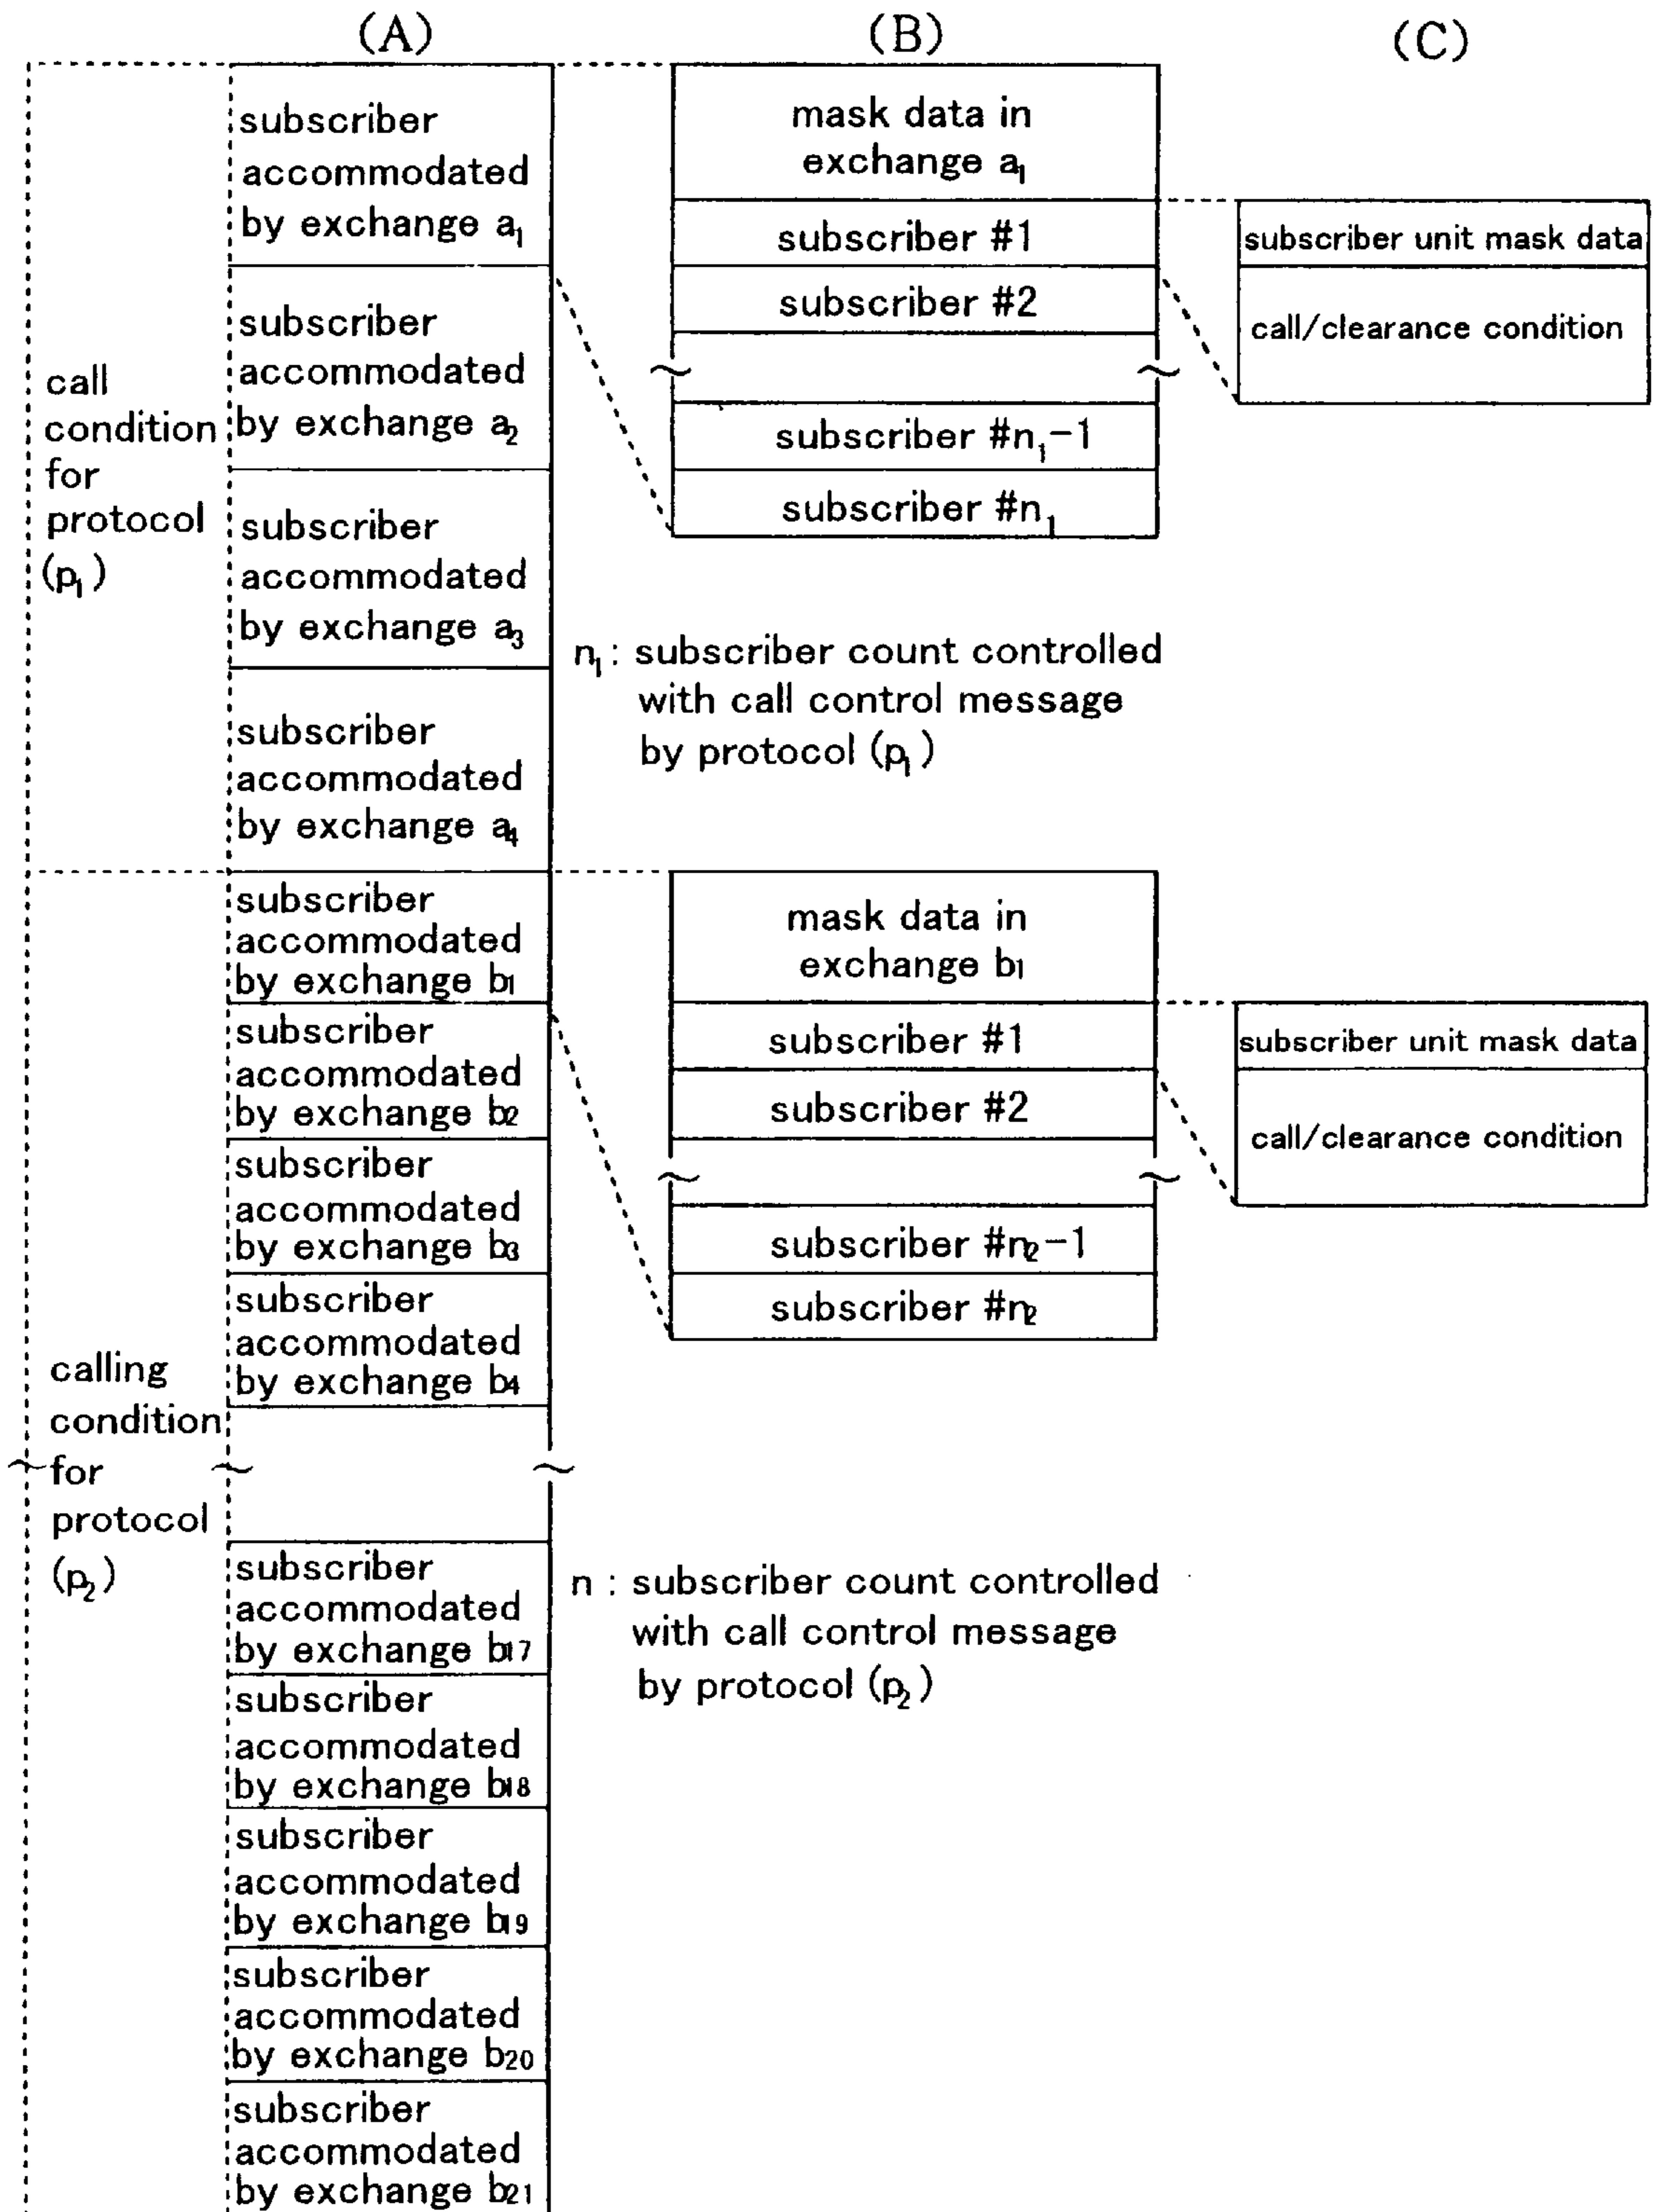 (A)
(B)
(C)
call
condition
for
protocol
(p₁)
subscriber
accommodated
by exchange a₁
subscriber
accommodated
by exchange a₂
subscriber
accommodated
by exchange a₃
subscriber
accommodated
by exchange a₄
mask data in
exchange a₁
subscriber #1
subscriber #2
subscriber #n₁-1
subscriber #n₁
subscriber unit mask data
call/clearance condition
n₁ : subscriber count controlled
with call control message
by protocol (p₁)
calling
condition
for
protocol
(p₂)
subscriber
accommodated
by exchange b₁
subscriber
accommodated
by exchange b₂
subscriber
accommodated
by exchange b₃
subscriber
accommodated
by exchange b₄
subscriber
accommodated
by exchange b₁₇
subscriber
accommodated
by exchange b₁₈
subscriber
accommodated
by exchange b₁₉
subscriber
accommodated
by exchange b₂₀
subscriber
accommodated
by exchange b₂₁
mask data in
exchange b₁
subscriber #1
subscriber #2
subscriber #n₂-1
subscriber #n₂
subscriber unit mask data
call/clearance condition
n : subscriber count controlled
with call control message
by protocol (p₂)